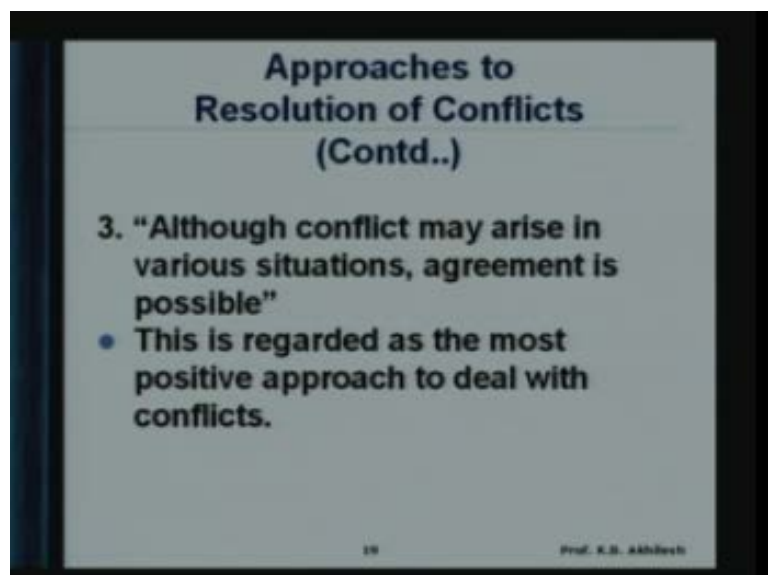 Approaches to
Resolution of Conflicts
(Contd..)
3. “Although conflict may arise in
various situations, agreement is
possible”
• This is regarded as the most
positive approach to deal with
conflicts.
19 Prof. K.B. Akhilesh